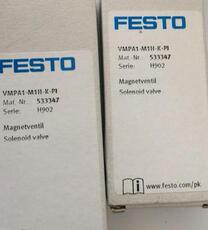 FESTO
VMPA1-M1H-K-PI
Mat. Nr.: 533347
Serie: H902
Magnetventil
Solenoid valve
FESTO
VMPA1-M1H-K-PI
Mat. Nr.: 533347
Serie: H902
Magnetventil
Solenoid valve
www.festo.com/pk